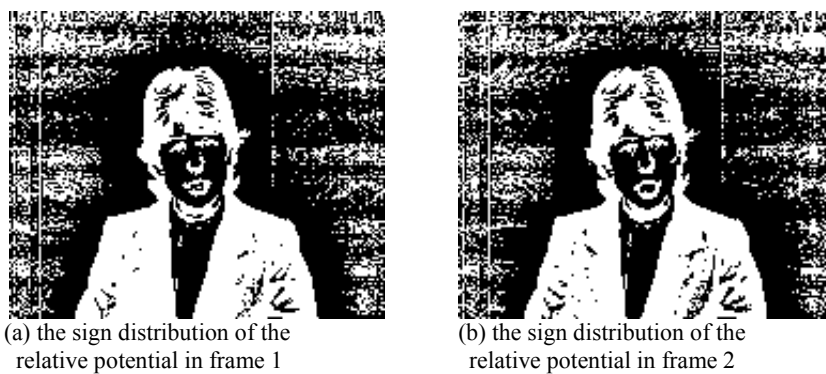 (a) the sign distribution of the
relative potential in frame 1
(b) the sign distribution of the
relative potential in frame 2